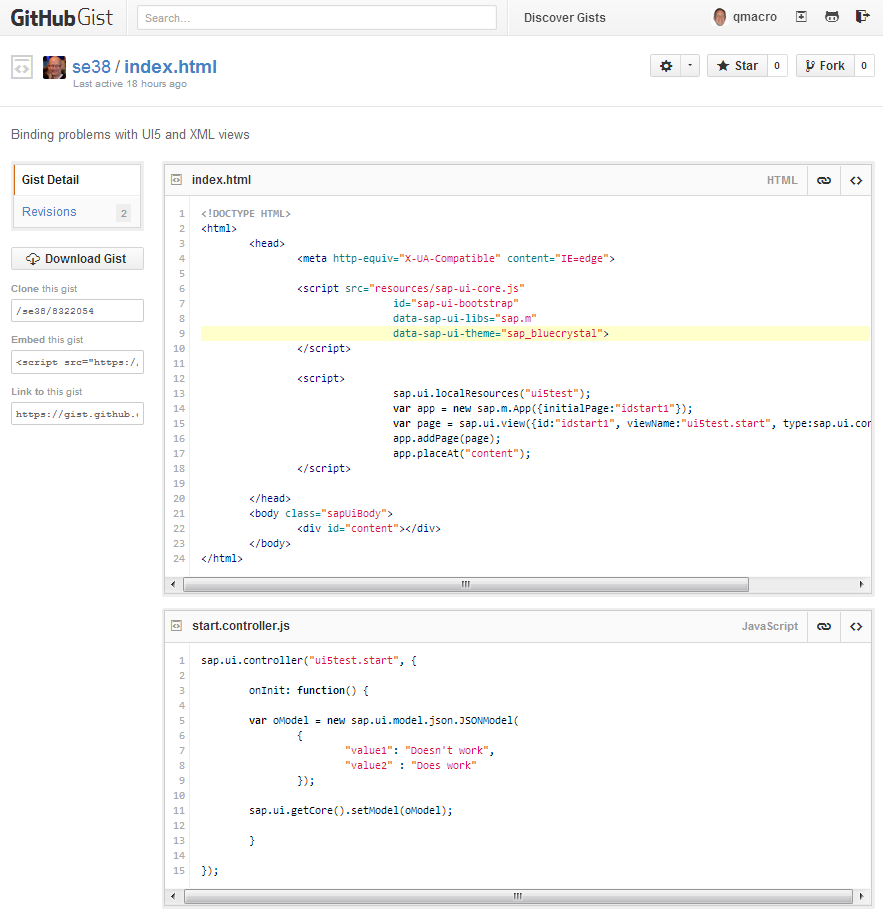 GitHub Gist Search... Discover Gists qmacro
se38 / index.html
Last active 18 hours ago
Star 0 Fork 0
Binding problems with UI5 and XML views
Gist Detail
Revisions 2
Download Gist
Clone this gist
/se38/8322054
Embed this gist
<script src="https:/
Link to this gist
https://gist.github.
index.html HTML
1 <!DOCTYPE HTML>
2 <html>
3 <head>
4 <meta http-equiv="X-UA-Compatible" content="IE=edge">
5
6 <script src="resources/sap-ui-core.js"
7 id="sap-ui-bootstrap"
8 data-sap-ui-libs="sap.m"
9 data-sap-ui-theme="sap_bluecrystal">
10 </script>
11
12 <script>
13 sap.ui.localResources("ui5test");
14 var app = new sap.m.App({initialPage:"idstart1"});
15 var page = sap.ui.view({id:"idstart1", viewName:"ui5test.start", type:sap.ui.cor
16 app.addPage(page);
17 app.placeAt("content");
18 </script>
19
20 </head>
21 <body class="sapUiBody">
22 <div id="content"></div>
23 </body>
24 </html>
start.controller.js JavaScript
1 sap.ui.controller("ui5test.start", {
2
3 onInit: function() {
4
5 var oModel = new sap.ui.model.json.JSONModel(
6 {
7 "value1": "Doesn't work",
8 "value2" : "Does work"
9 });
10
11 sap.ui.getCore().setModel(oModel);
12
13 }
14
15 });